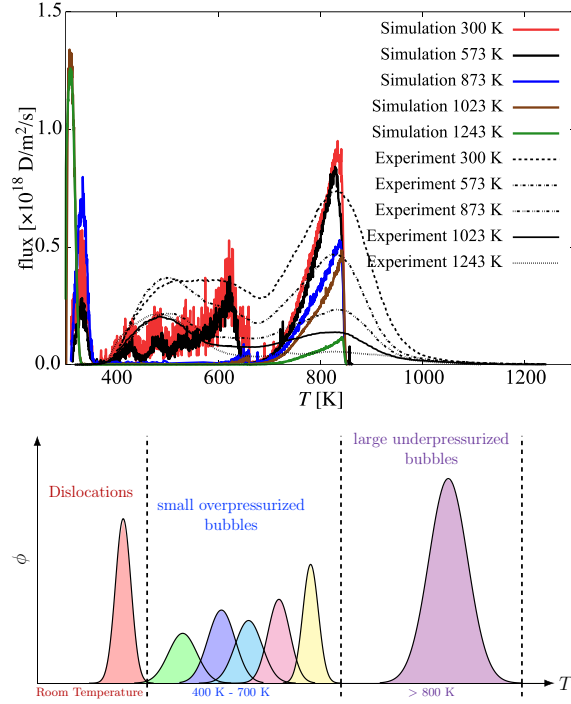 1.5
1.0
0.5
0.0
flux [×10^18 D/m²/s]
Simulation 300 K
Simulation 573 K
Simulation 873 K
Simulation 1023 K
Simulation 1243 K
Experiment 300 K
Experiment 573 K
Experiment 873 K
Experiment 1023 K
Experiment 1243 K
400 600 800 1000 1200
T [K]
large underpressurized
bubbles
Dislocations
small overpressurized
bubbles
ϕ
T
Room Temperature
400 K - 700 K
> 800 K